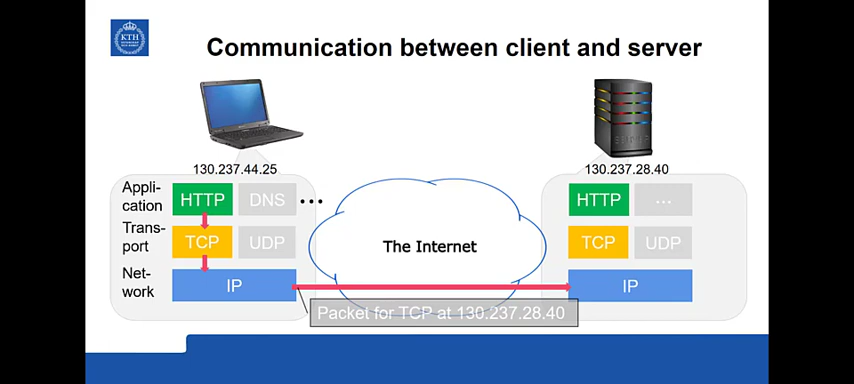 KTH
Communication between client and server
130.237.44.25
130.237.28.40
Appli-
cation
HTTP
DNS
...
HTTP
...
Trans-
port
TCP
UDP
TCP
UDP
The Internet
Net-
work
IP
IP
Packet for TCP at 130.237.28.40